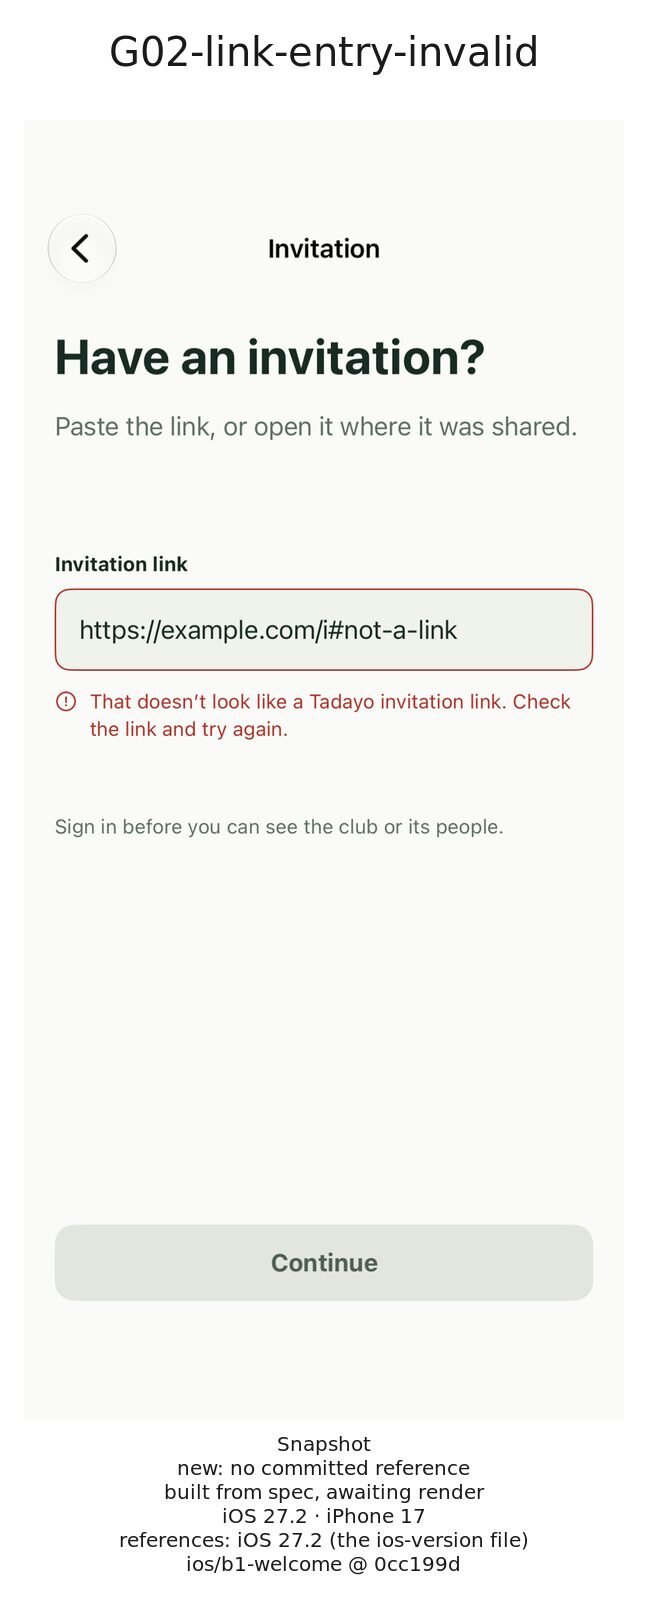 G02-link-entry-invalid
Invitation
Have an invitation?
Paste the link, or open it where it was shared.
Invitation link
https://example.com/i#not-a-link
That doesn’t look like a Tadayo invitation link. Check
the link and try again.
Sign in before you can see the club or its people.
Continue
Snapshot
new: no committed reference
built from spec, awaiting render
iOS 27.2 · iPhone 17
references: iOS 27.2 (the ios-version file)
ios/b1-welcome @ 0cc199d